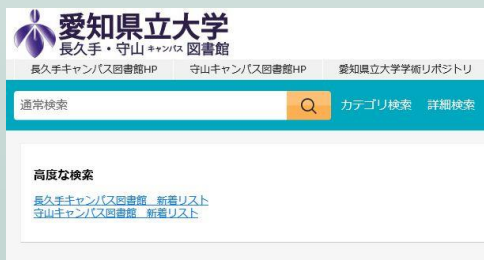 愛知県立大学
長久手・守山キャンパス 図書館
長久手キャンパス図書館HP 守山キャンパス図書館HP 愛知県立大学学術リポジトリ
通常検索 カテゴリ検索 詳細検索
高度な検索
長久手キャンパス図書館 新着リスト
守山キャンパス図書館 新着リスト